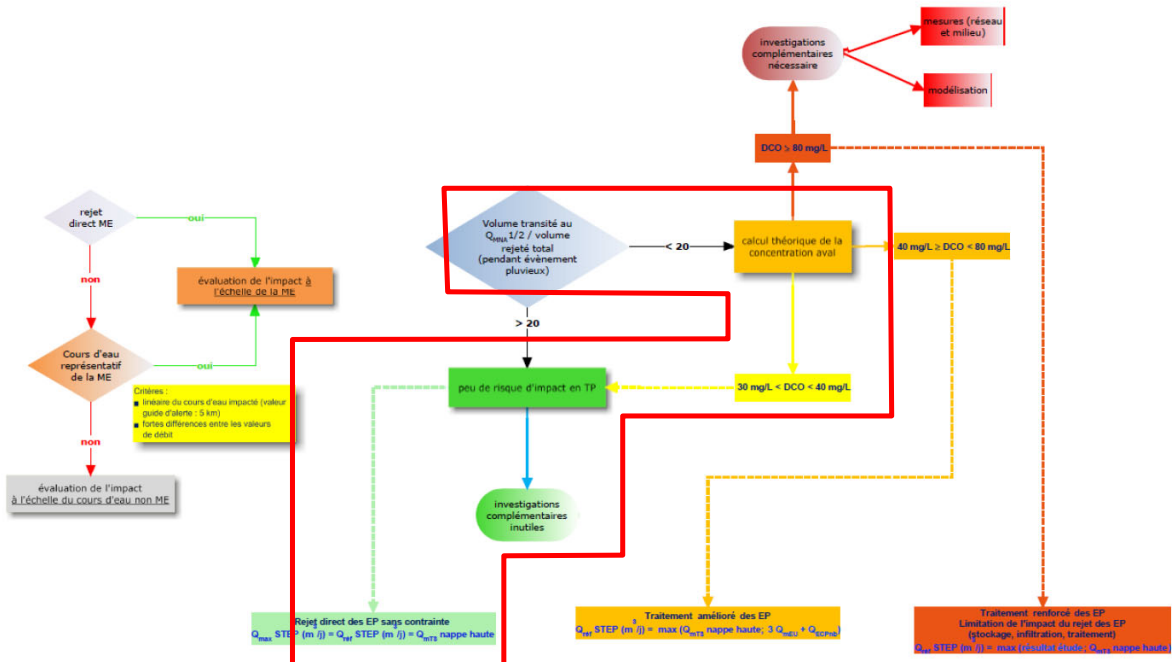 mesures (réseau
et milieu)
investigations
complémentaires
nécessaire
modélisation
DCO ≥ 80 mg/L
rejet
direct ME
oui
Volume transité au
QMNA1/2 / volume
rejeté total
(pendant évènement
pluvieux)
< 20
calcul théorique de la
concentration aval
40 mg/L ≥ DCO < 80 mg/L
non
évaluation de l'impact à
l'échelle de la ME
> 20
Cours d'eau
représentatif
de la ME
oui
peu de risque d'impact en TP
30 mg/L < DCO < 40 mg/L
Critères :
▪ linéaire du cours d'eau impacté (valeur
guide d'alerte : 5 km)
▪ fortes différences entre les valeurs
de débit
non
évaluation de l'impact
à l'échelle du cours d'eau non ME
investigations
complémentaires
inutiles
Rejet direct des EP sans contrainte
Qmax STEP (m3/j) = Qref STEP (m3/j) = QmTS nappe haute
Traitement amélioré des EP
Qref STEP (m3/j) = max (QmTS nappe haute; 3 QmEU + QECPnb)
Traitement renforcé des EP
Limitation de l'impact du rejet des EP
(stockage, infiltration, traitement)
Qref STEP (m3/j) = max (résultat étude; QmTS nappe haute)